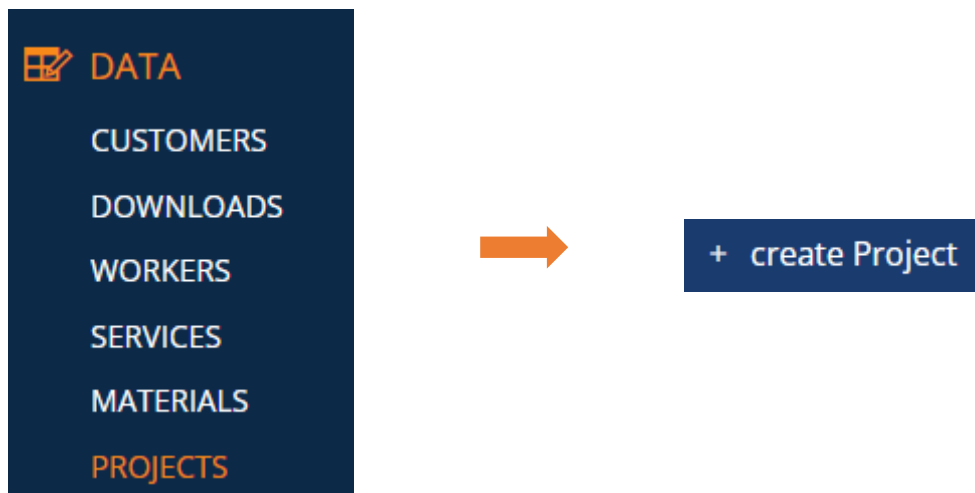 DATA
CUSTOMERS
DOWNLOADS
WORKERS
SERVICES
MATERIALS
PROJECTS
+ create Project